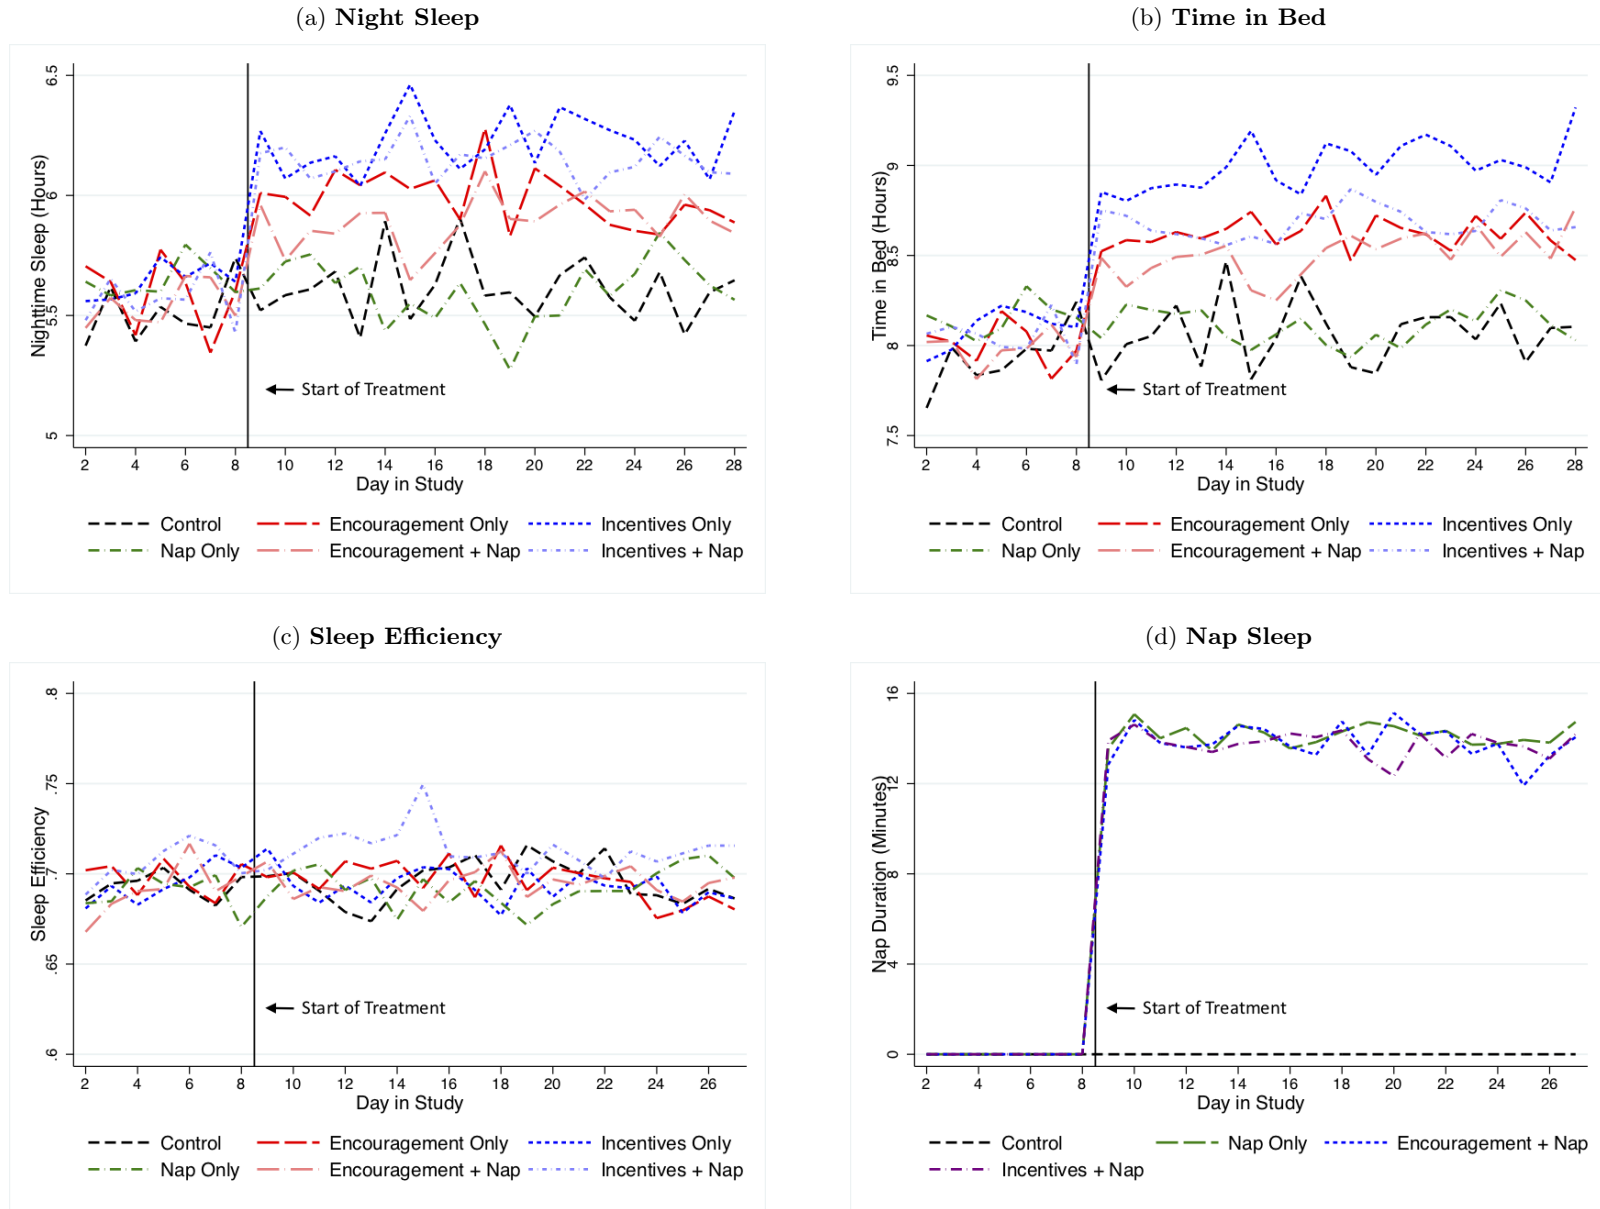 (a) Night Sleep
Nighttime Sleep (Hours)
6.5
6
5.5
5
Start of Treatment
2 4 6 8 10 12 14 16 18 20 22 24 26 28
Day in Study
Control Encouragement Only Incentives Only
Nap Only Encouragement + Nap Incentives + Nap
(b) Time in Bed
Time in Bed (Hours)
9.5
9
8.5
8
7.5
Start of Treatment
2 4 6 8 10 12 14 16 18 20 22 24 26 28
Day in Study
Control Encouragement Only Incentives Only
Nap Only Encouragement + Nap Incentives + Nap
(c) Sleep Efficiency
Sleep Efficiency
.8
.75
.7
.65
.6
Start of Treatment
2 4 6 8 10 12 14 16 18 20 22 24 26
Day in Study
Control Encouragement Only Incentives Only
Nap Only Encouragement + Nap Incentives + Nap
(d) Nap Sleep
Nap Duration (Minutes)
16
12
8
4
0
Start of Treatment
2 4 6 8 10 12 14 16 18 20 22 24 26
Day in Study
Control Nap Only Encouragement + Nap
Incentives + Nap